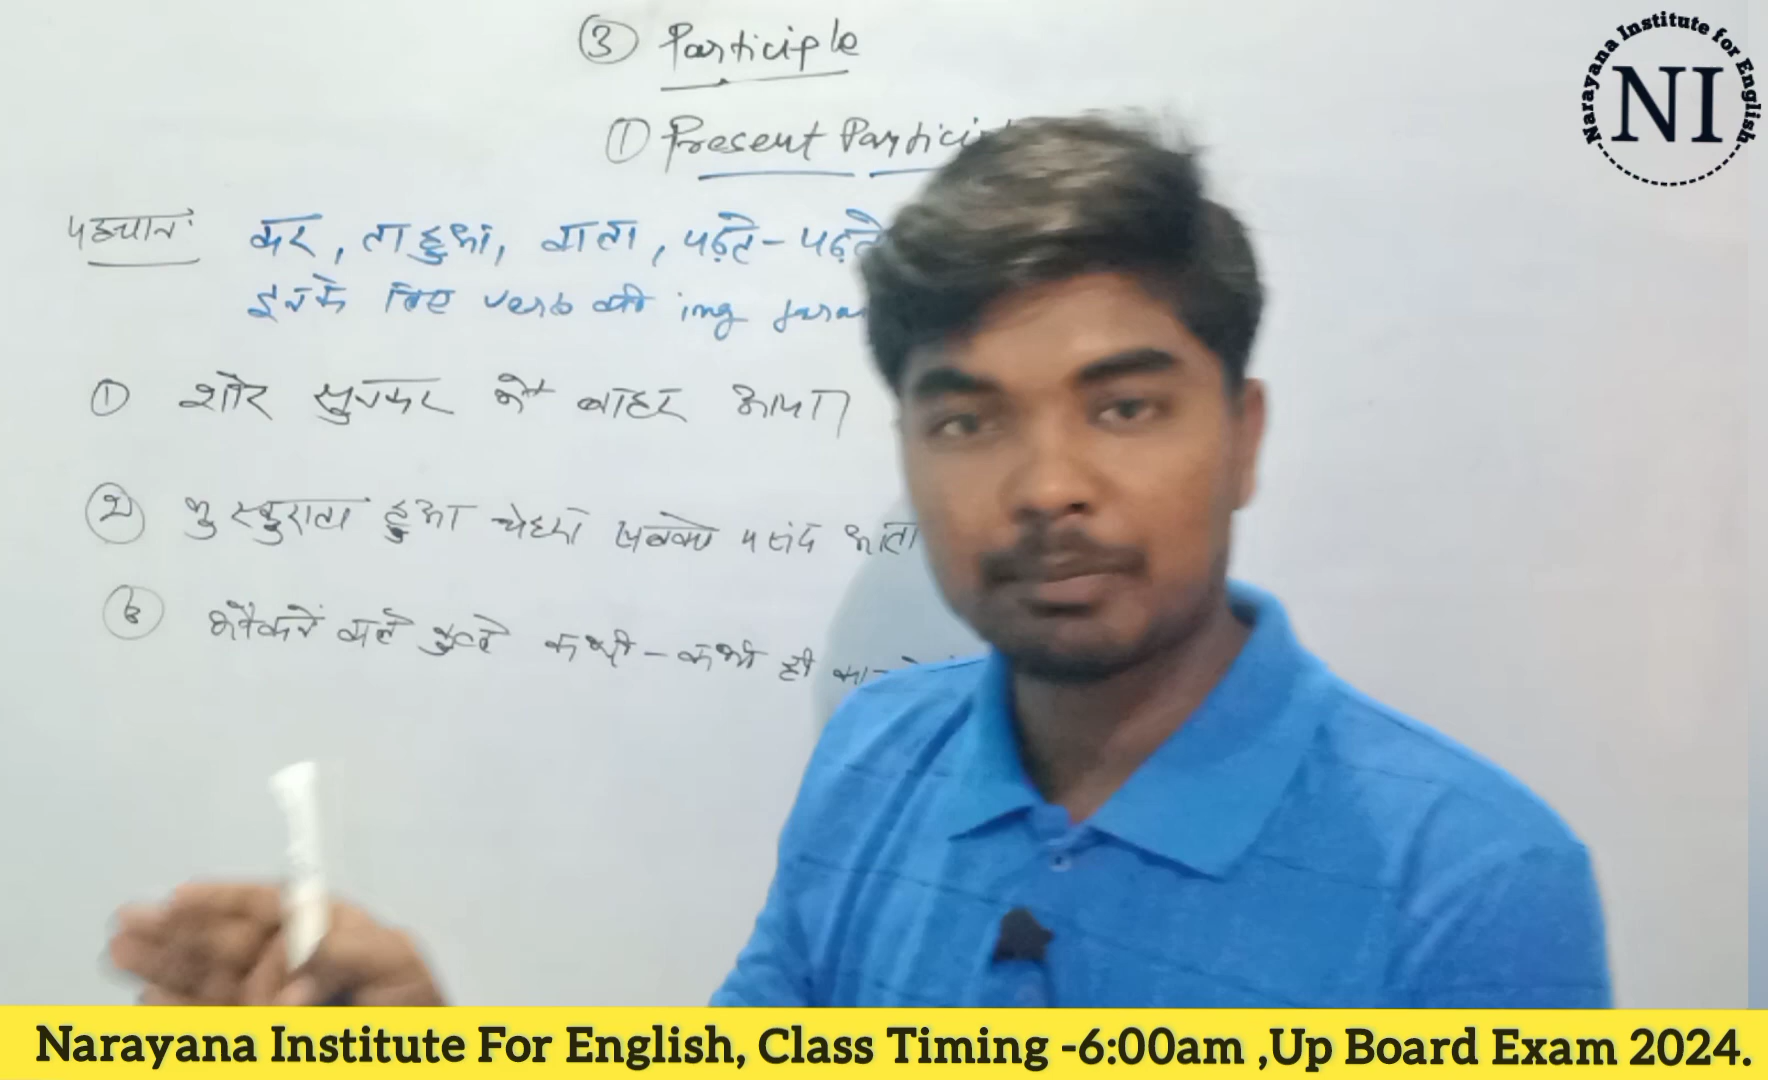 ③ Participle
① Present Partici
पहचान: कर, ता हुआ, वाला, पढ़ते-पढ़ते
इनके लिए verb की ing
① शोर सुनकर मैं बाहर आया।
② मुस्कुराता हुआ चेहरा सबको पसंद आता
③ भौंकने वाले कुत्ते कभी-कभी ही
Narayana Institute for English
NI
Narayana Institute For English, Class Timing -6:00am ,Up Board Exam 2024.